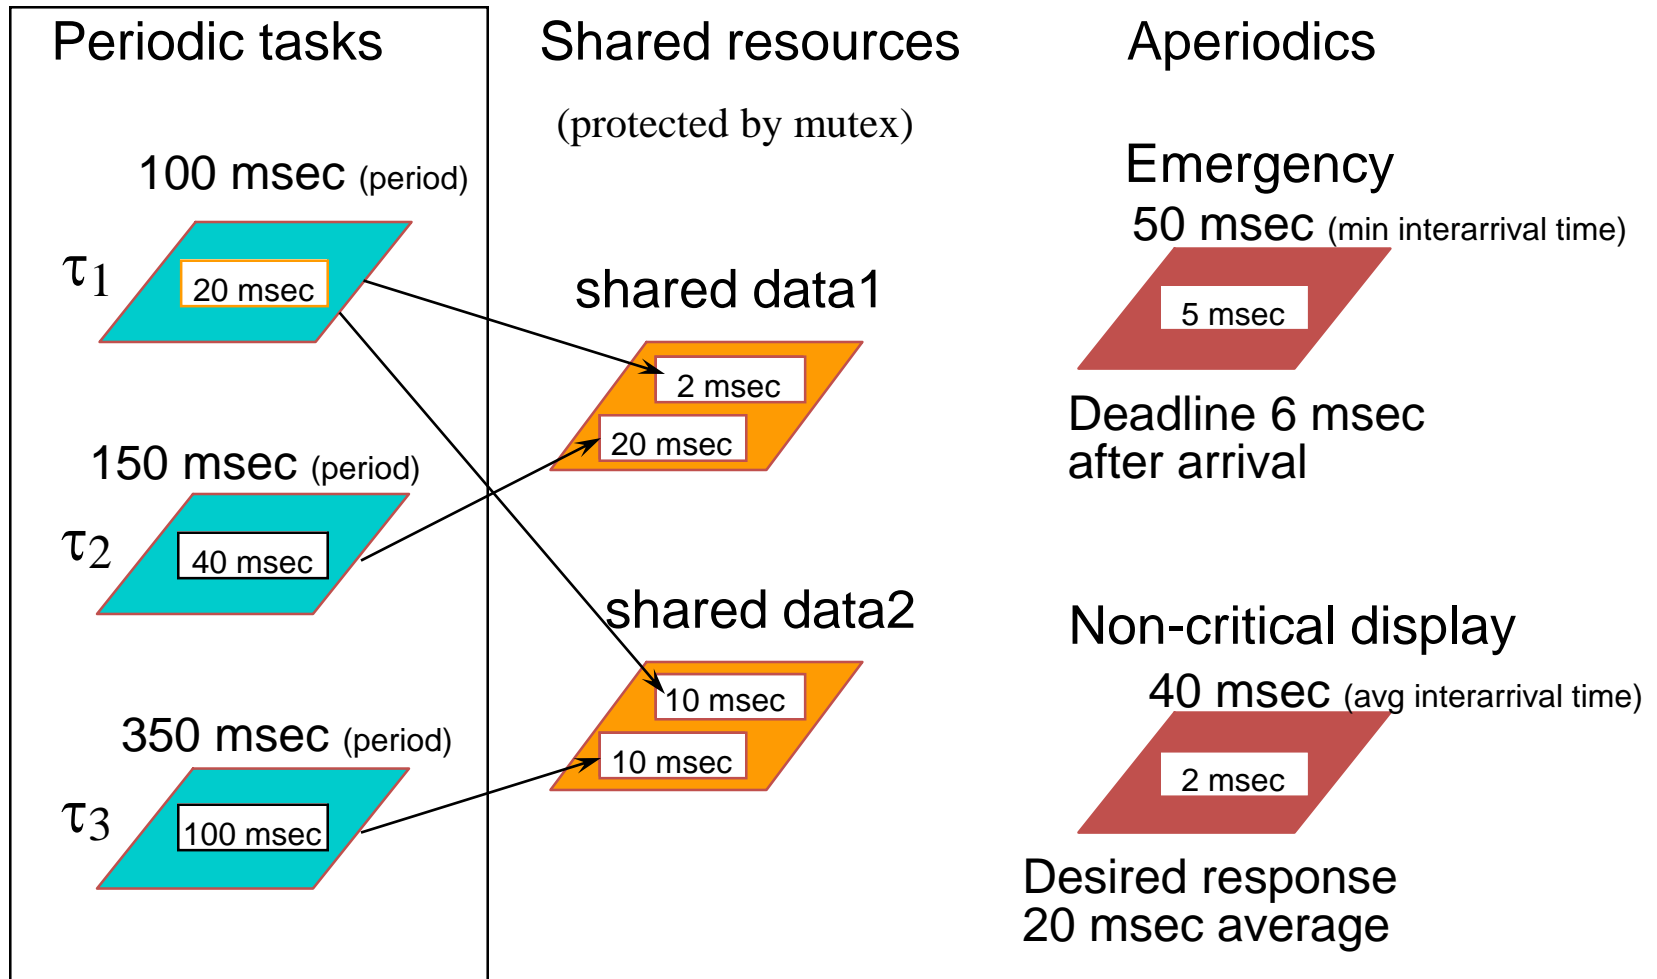 Periodic tasks
100 msec (period)
τ1
20 msec
150 msec (period)
τ2
40 msec
350 msec (period)
τ3
100 msec
Shared resources
(protected by mutex)
shared data1
2 msec
20 msec
shared data2
10 msec
10 msec
Aperiodics
Emergency
50 msec (min interarrival time)
5 msec
Deadline 6 msec
after arrival
Non-critical display
40 msec (avg interarrival time)
2 msec
Desired response
20 msec average